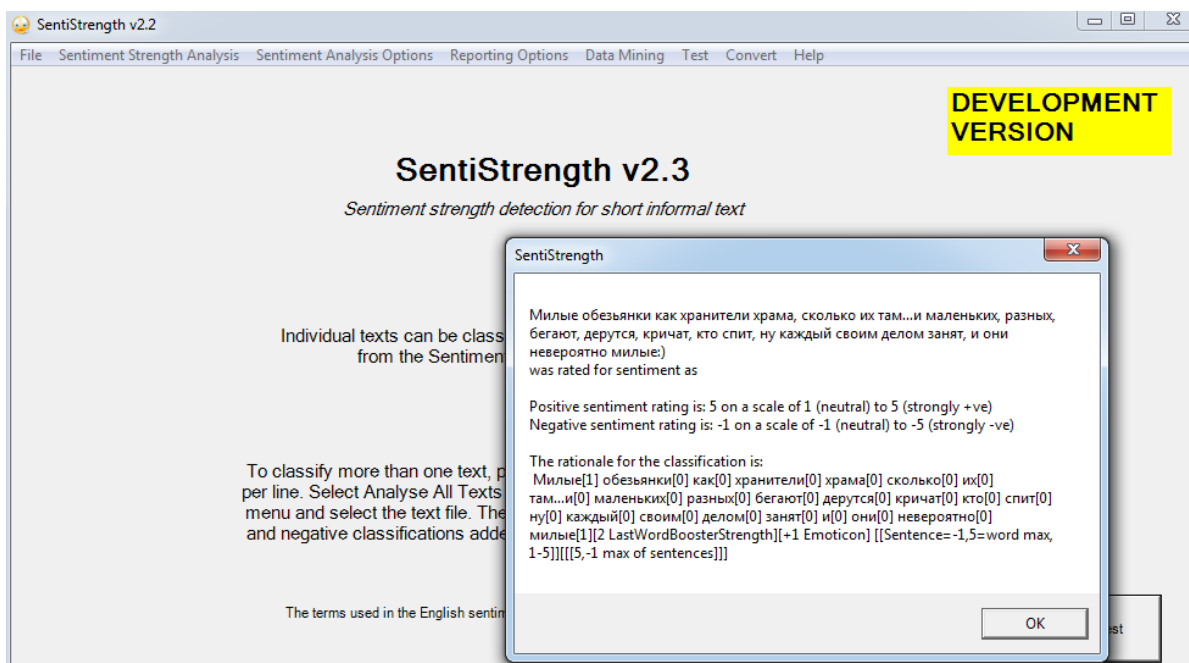 SentiStrength v2.2
File Sentiment Strength Analysis Sentiment Analysis Options Reporting Options Data Mining Test Convert Help
DEVELOPMENT
VERSION
SentiStrength v2.3
Sentiment strength detection for short informal text
Individual texts can be class
from the Sentimen
To classify more than one text, p
per line. Select Analyse All Texts
menu and select the text file. The
and negative classifications adde
The terms used in the English sentim
SentiStrength
Милые обезьянки как хранители храма, сколько их там...и маленьких, разных,
бегают, дерутся, кричат, кто спит, ну каждый своим делом занят, и они
невероятно милые:)
was rated for sentiment as
Positive sentiment rating is: 5 on a scale of 1 (neutral) to 5 (strongly +ve)
Negative sentiment rating is: -1 on a scale of -1 (neutral) to -5 (strongly -ve)
The rationale for the classification is:
Милые[1] обезьянки[0] как[0] хранители[0] храма[0] сколько[0] их[0]
там...и[0] маленьких[0] разных[0] бегают[0] дерутся[0] кричат[0] кто[0] спит[0]
ну[0] каждый[0] своим[0] делом[0] занят[0] и[0] они[0] невероятно[0]
милые[1][2 LastWordBoosterStrength][+1 Emoticon] [[Sentence=-1,5=word max,
1-5]][[[5,-1 max of sentences]]]
OK
est